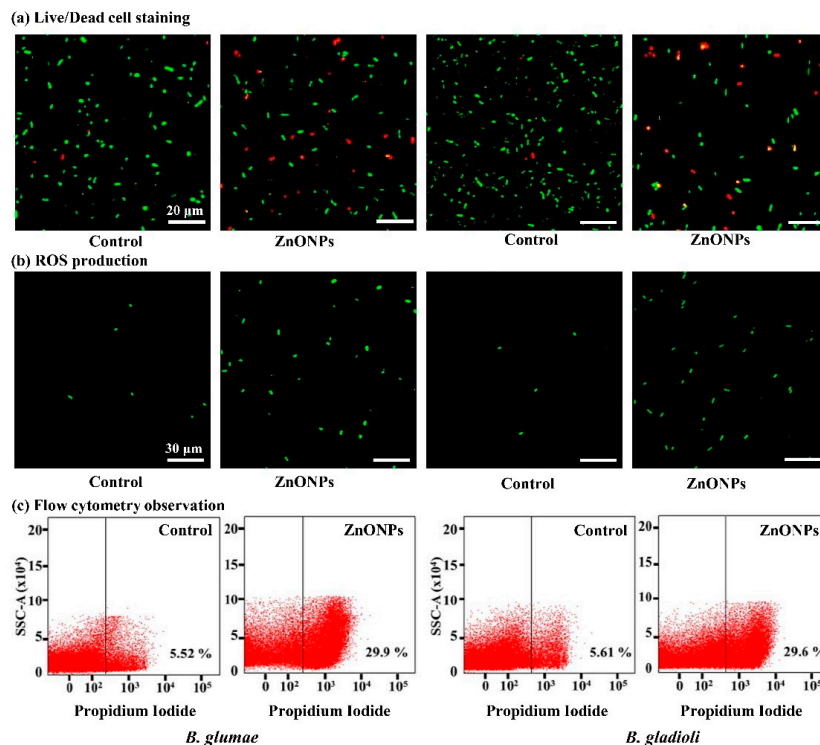 (a) Live/Dead cell staining
20 µm
Control ZnONPs Control ZnONPs
(b) ROS production
30 µm
Control ZnONPs Control ZnONPs
(c) Flow cytometry observation
20 Control 20 ZnONPs 20 Control 20 ZnONPs
15 15 15 15
SSC-A (x10⁴) SSC-A (x10⁴)
10 10 10 10
5 5 5 5
5.52 % 29.9 % 5.61 % 29.6 %
0 0 0 0
0 10² 10³ 10⁴ 10⁵ 0 10² 10³ 10⁴ 10⁵ 0 10² 10³ 10⁴ 10⁵ 0 10² 10³ 10⁴ 10⁵
Propidium Iodide Propidium Iodide Propidium Iodide Propidium Iodide
B. glumae B. gladioli